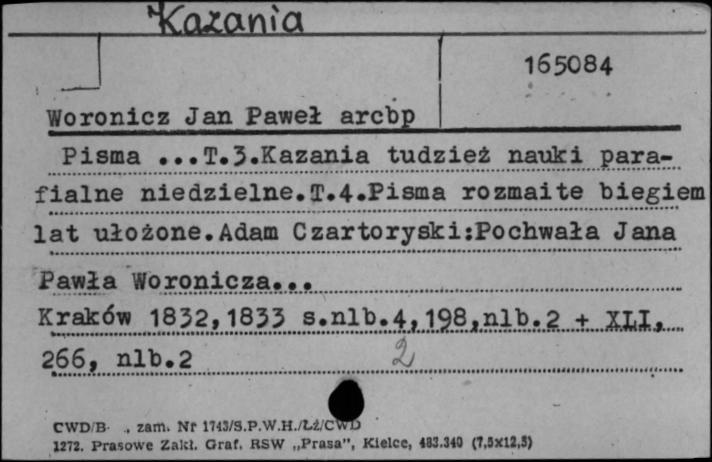 Kazania
165084
Woronicz Jan Paweł arcbp
Pisma ...T.3.Kazania tudzież nauki para-
fialne niedzielne.T.4.Pisma rozmaite biegiem
lat ułożone.Adam Czartoryski:Pochwała Jana
Pawła Woronicza...
Kraków 1832,1833 s.nlb.4,198,nlb.2 + XLI,
266, nlb.2
2
CWD/B- ., zam. Nr 1743/S.P.W.H./Łż/CWD
1272. Prasowe Zakł. Graf. RSW „Prasa", Kielce, 483.340 (7,5x12,5)